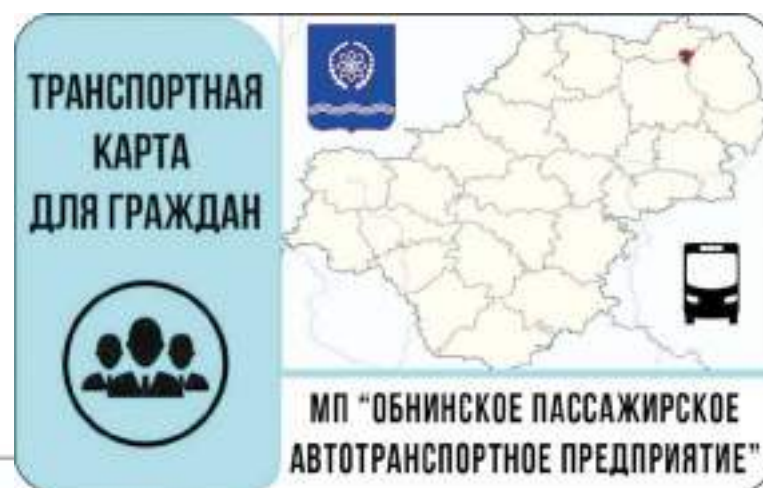 ТРАНСПОРТНАЯ
КАРТА
ДЛЯ ГРАЖДАН
МП “ОБНИНСКОЕ ПАССАЖИРСКОЕ
АВТОТРАНСПОРТНОЕ ПРЕДПРИЯТИЕ”